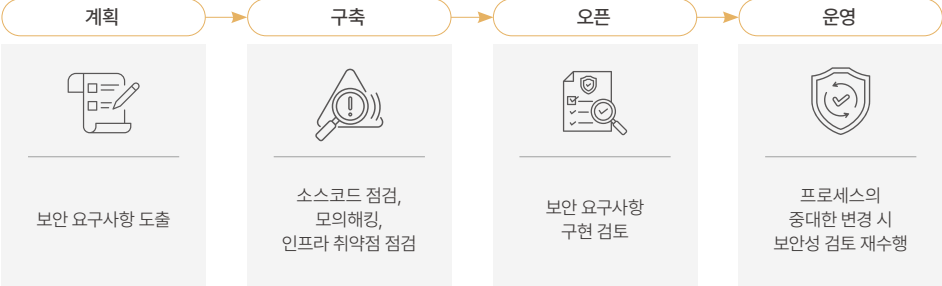 계획
구축
오픈
운영
보안 요구사항 도출
소스코드 점검,
모의해킹,
인프라 취약점 점검
보안 요구사항
구현 검토
프로세스의
중대한 변경 시
보안성 검토 재수행